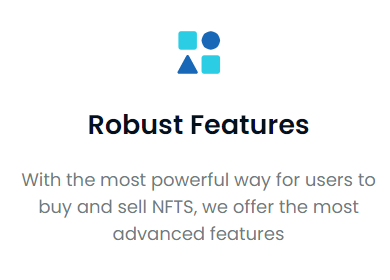 Robust Features
With the most powerful way for users to
buy and sell NFTS, we offer the most
advanced features